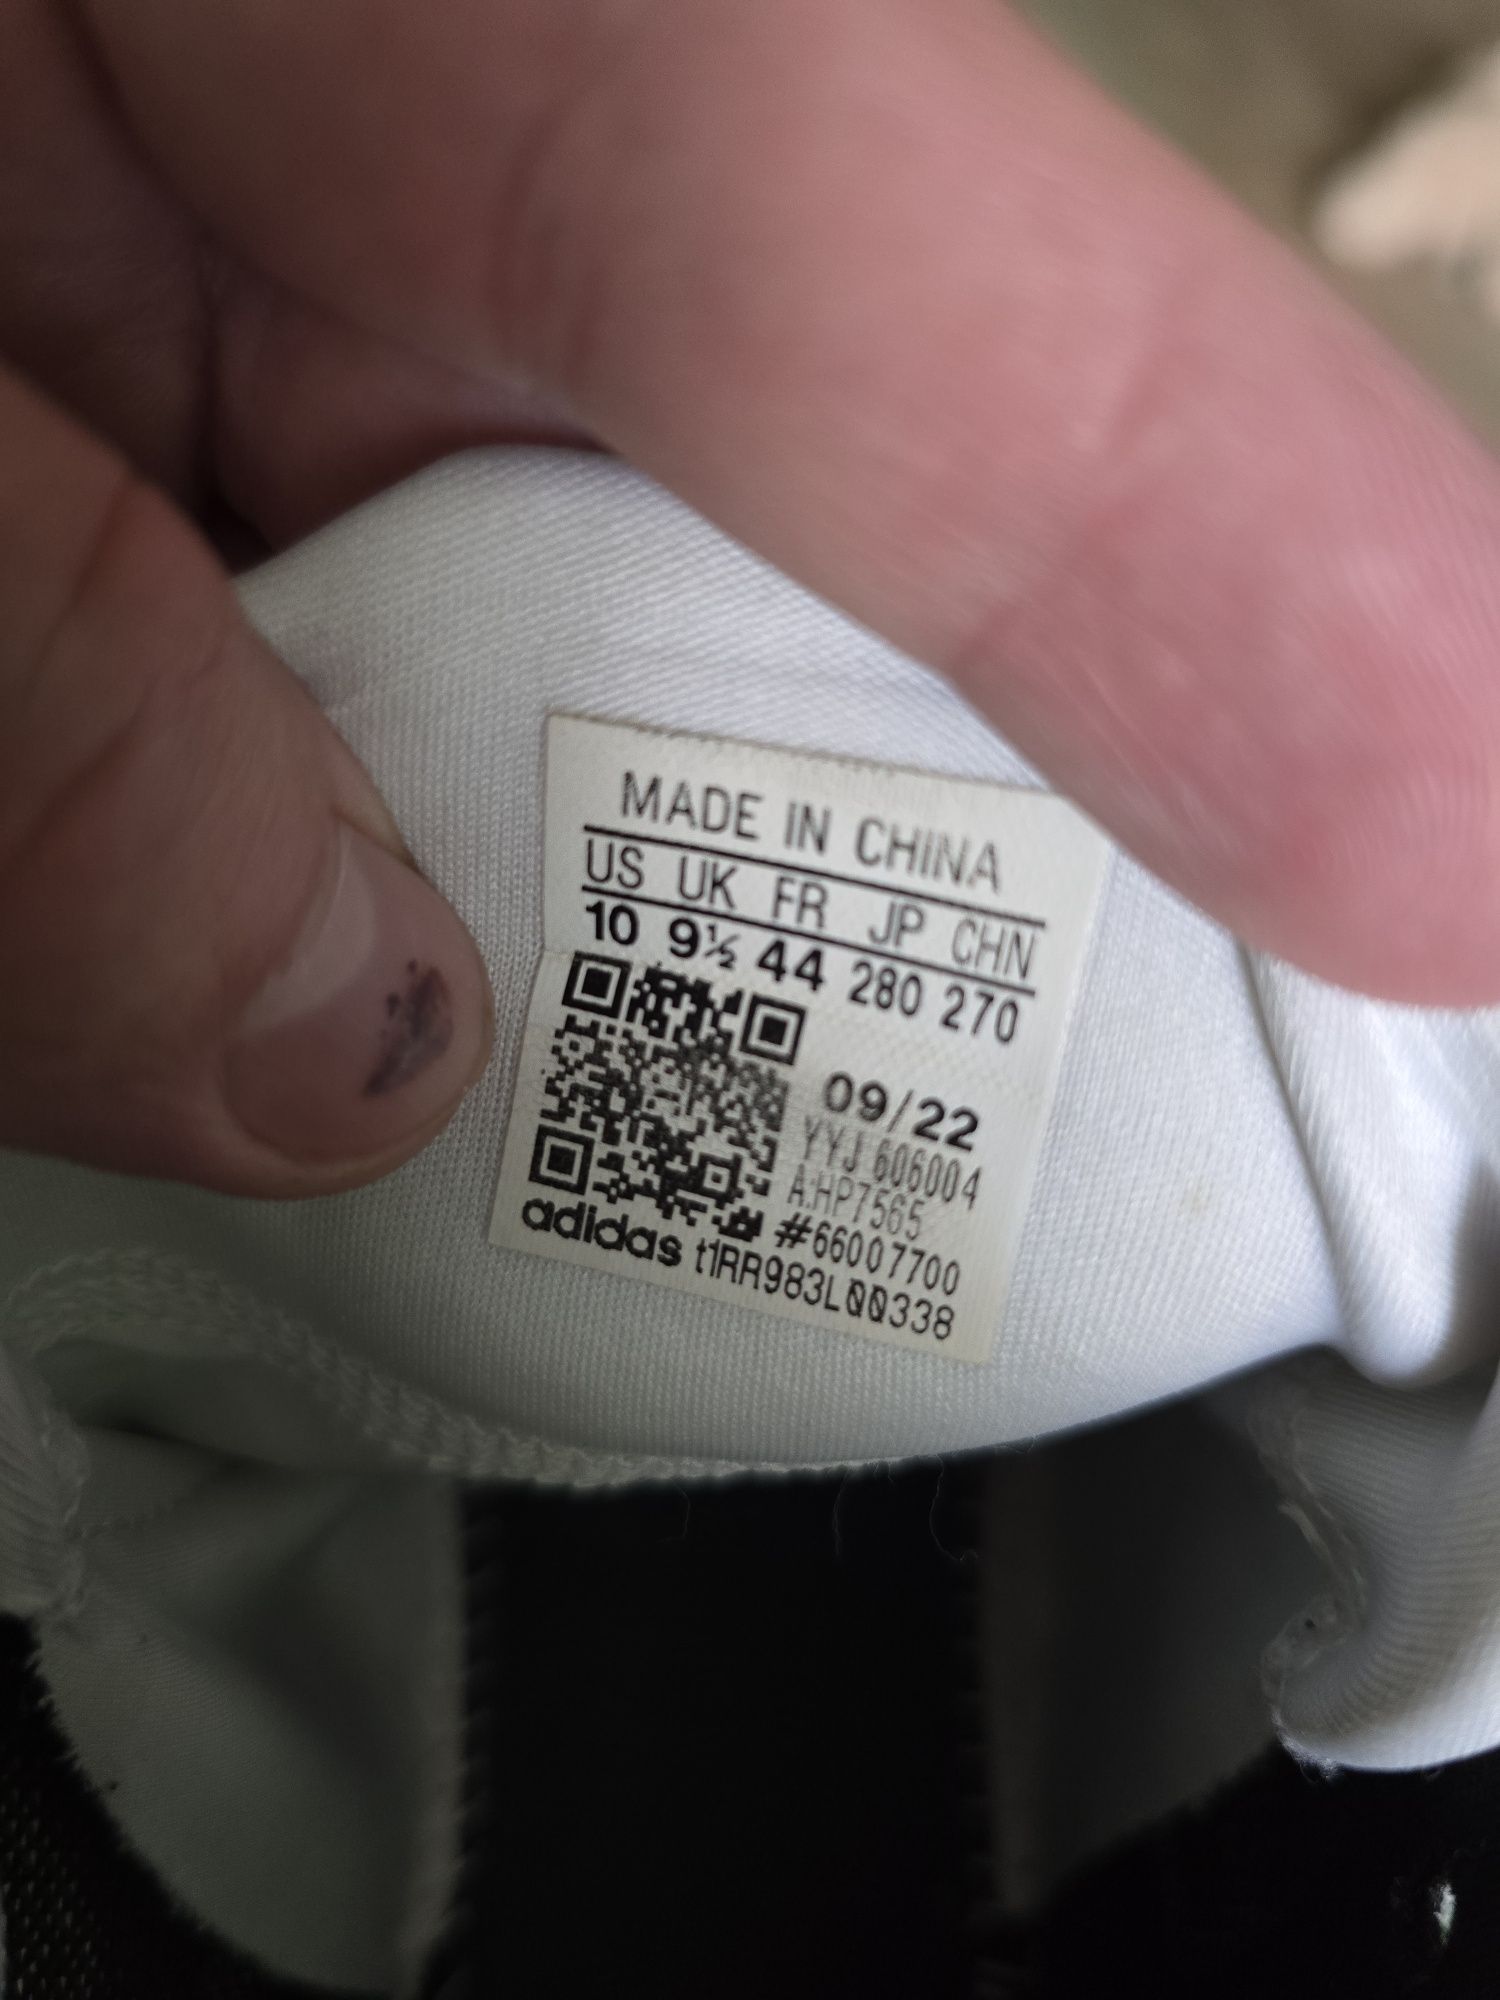 MADE IN CHINA
US UK FR JP CHN
10 9½ 44 280 270
09/22
YYJ 606004
A:HP7565
#66007700
adidas t1RR983L00338